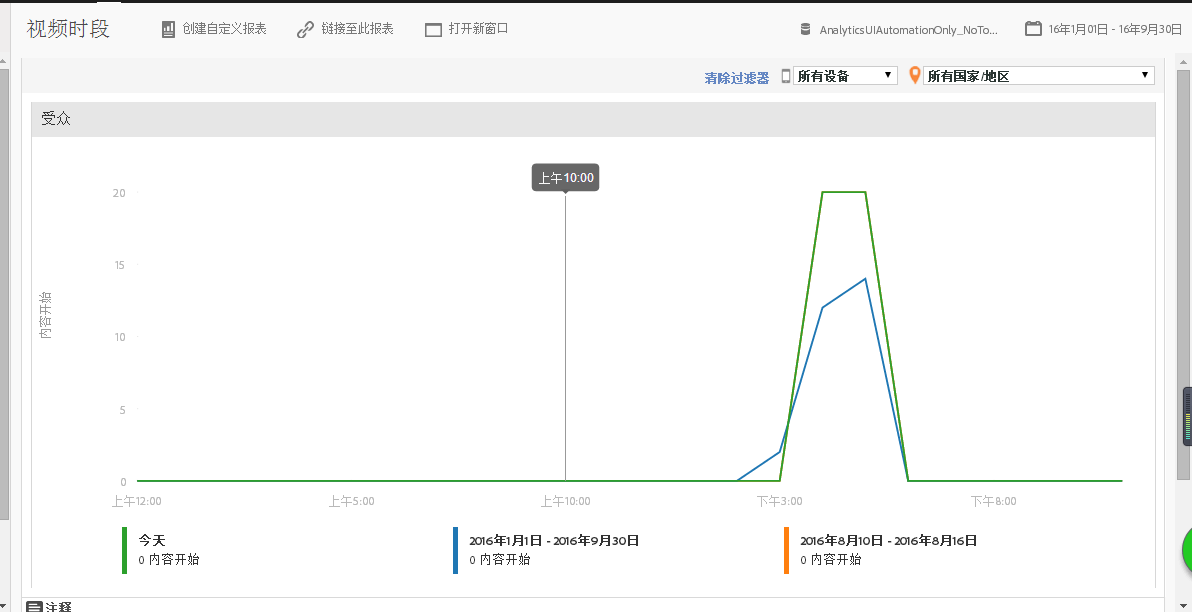 视频时段
创建自定义报表
链接至此报表
打开新窗口
AnalyticsUIAutomationOnly_NoTo...
16年1月01日 - 16年9月30日
清除过滤器
所有设备
所有国家/地区
受众
上午10:00
20
15
10
5
0
内容开始
上午12:00
上午5:00
上午10:00
下午3:00
下午8:00
今天
0 内容开始
2016年1月1日 - 2016年9月30日
0 内容开始
2016年8月10日 - 2016年8月16日
0 内容开始
注释